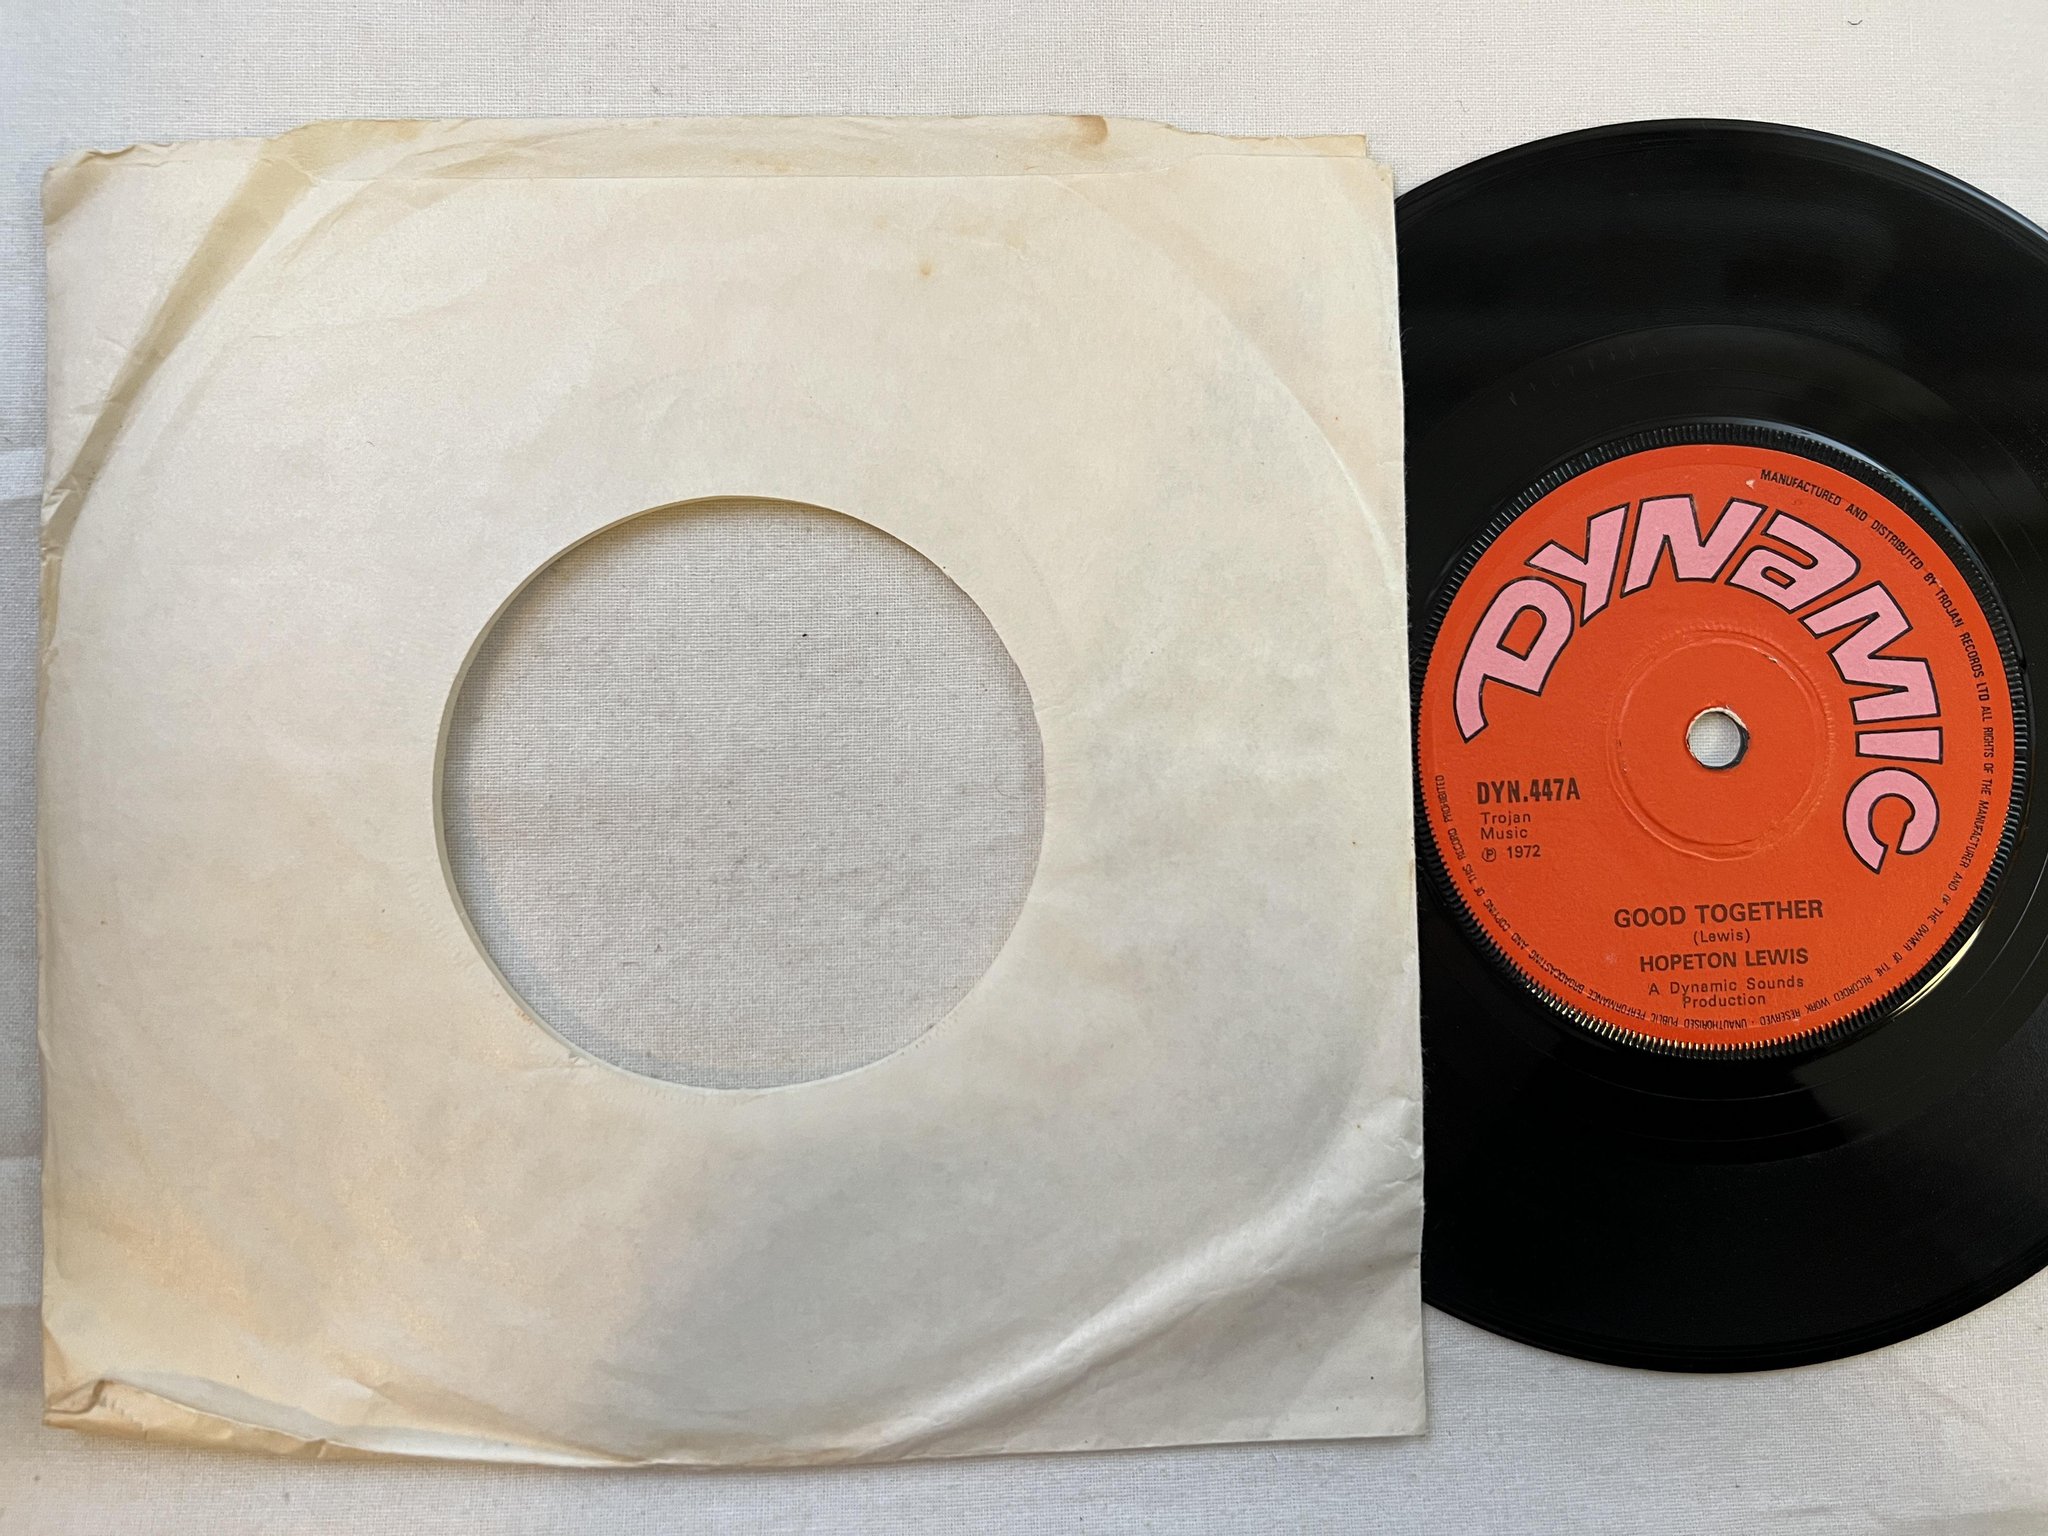 DYNAMIC
MANUFACTURED AND DISTRIBUTED BY TROJAN RECORDS LTD ALL RIGHTS OF THE MANUFACTURER AND OF THE OWNER OF THE RECORDED WORK RESERVED - UNAUTHORISED PUBLIC PERFORMANCE BROADCASTING AND COPYING OF THIS RECORD PROHIBITED
DYN.447A
Trojan
Music
℗ 1972
GOOD TOGETHER
(Lewis)
HOPETON LEWIS
A Dynamic Sounds
Production